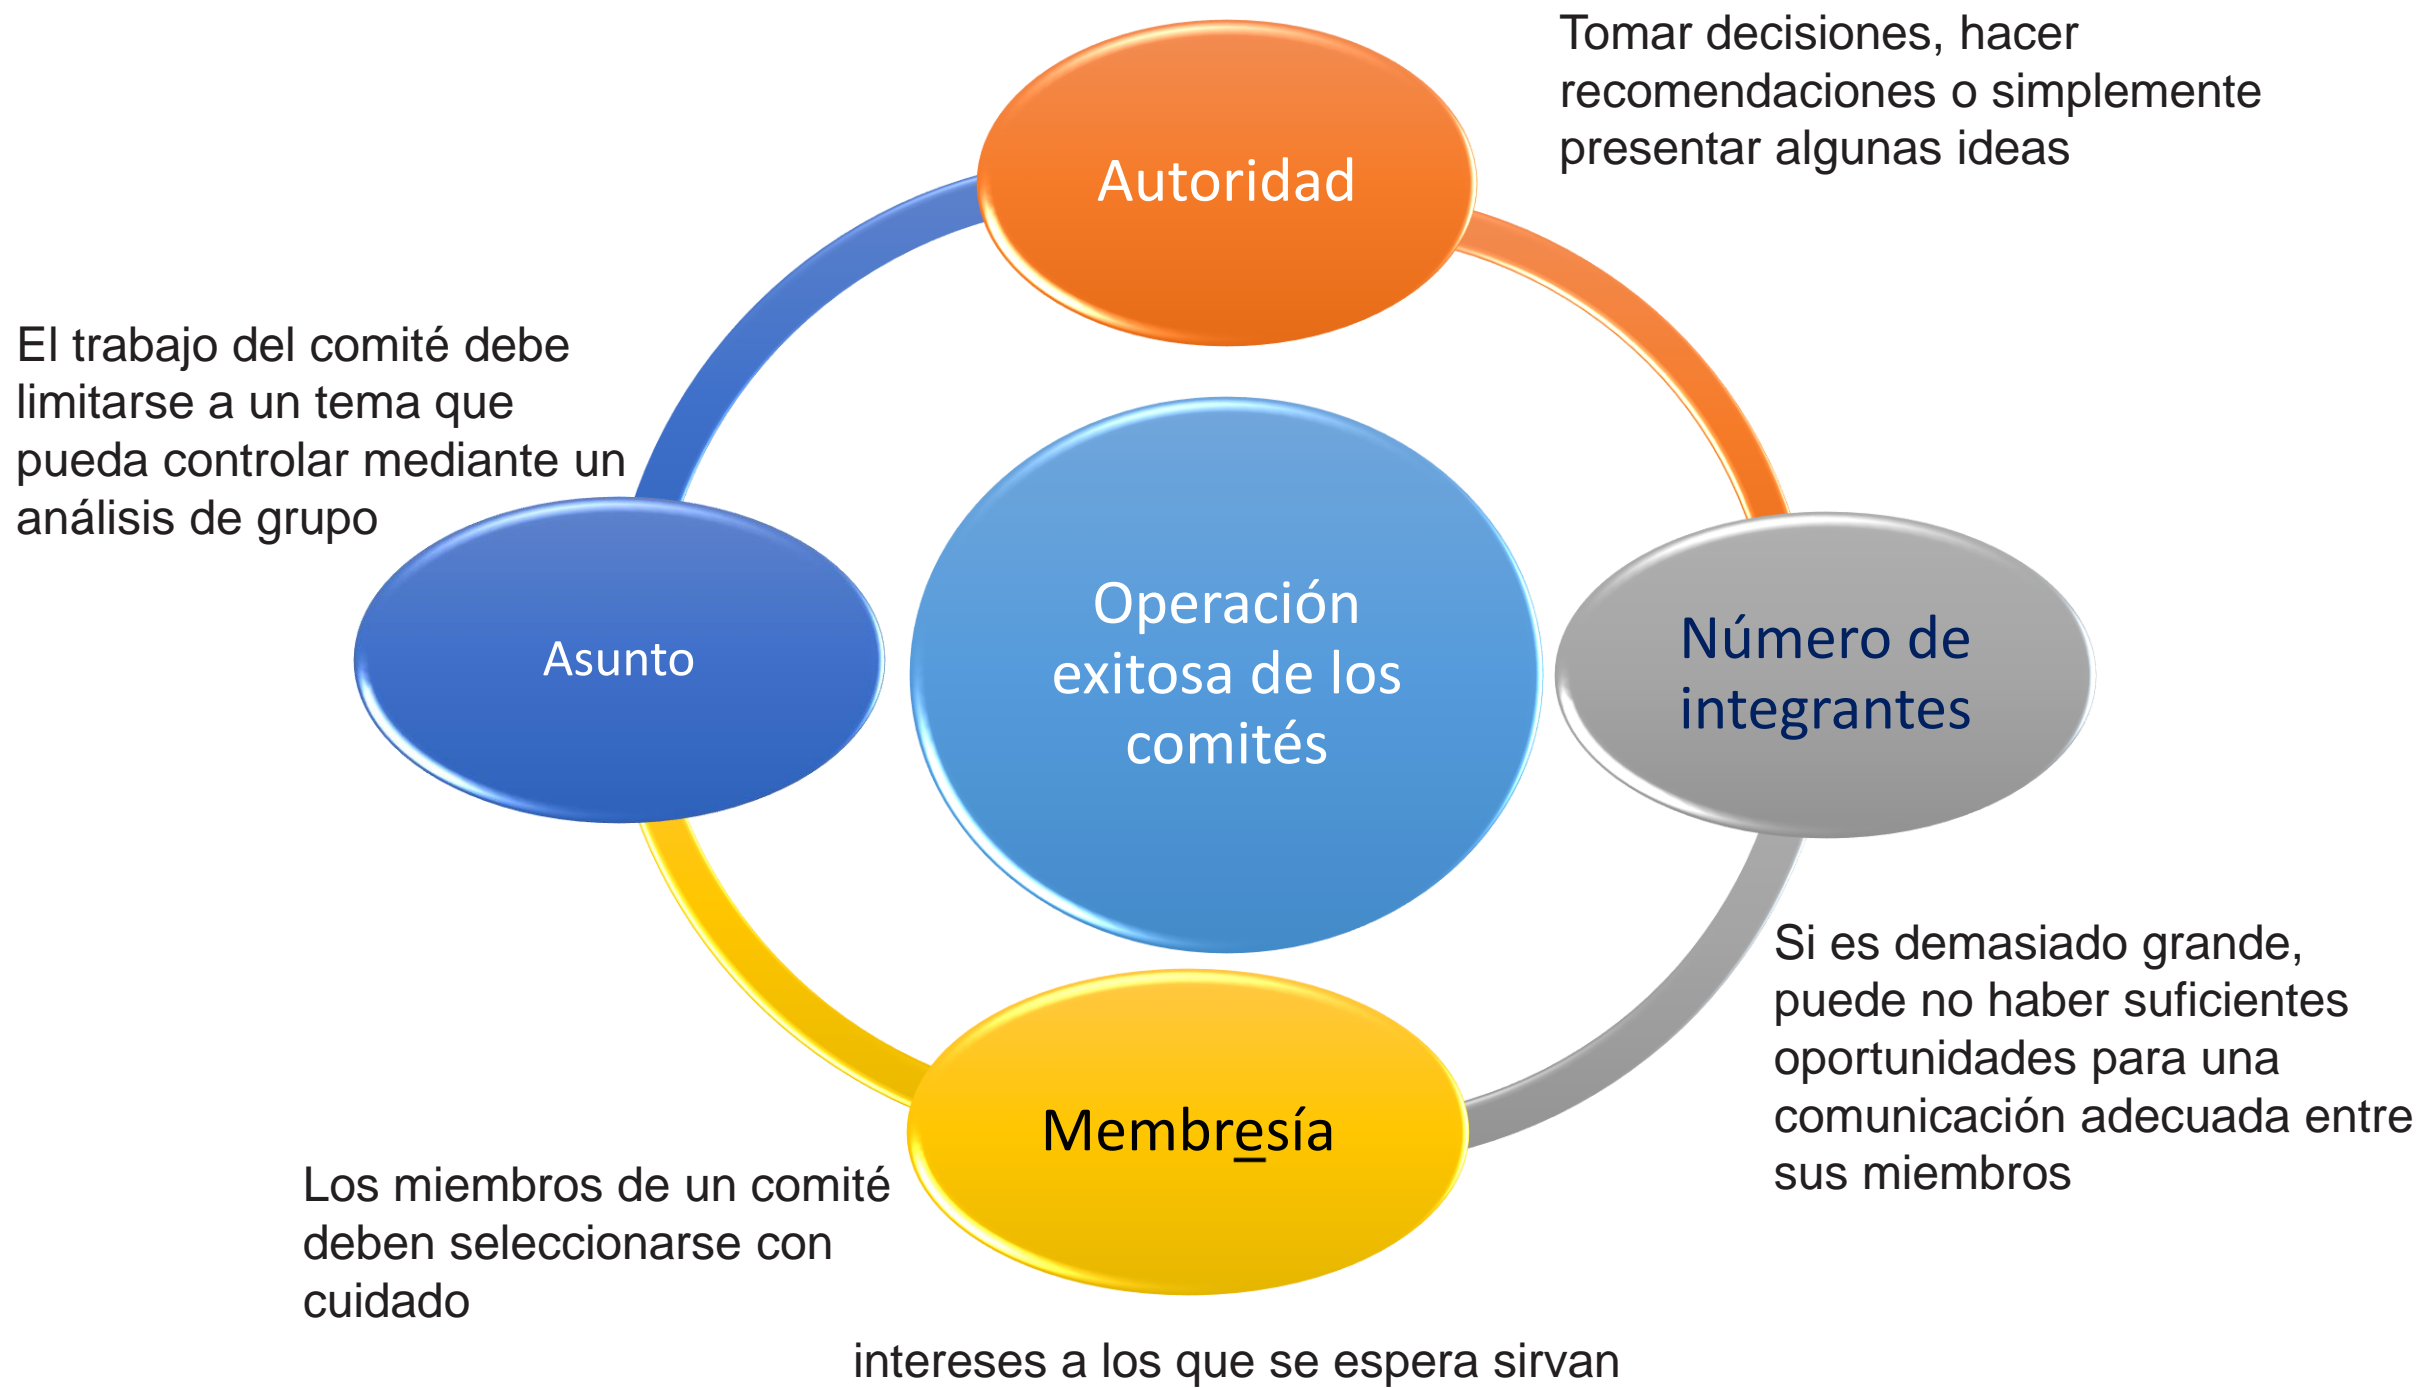 Tomar decisiones, hacer
recomendaciones o simplemente
presentar algunas ideas
Autoridad
El trabajo del comité debe
limitarse a un tema que
pueda controlar mediante un
análisis de grupo
Asunto
Operación
exitosa de los
comités
Número de
integrantes
Si es demasiado grande,
puede no haber suficientes
oportunidades para una
comunicación adecuada entre
sus miembros
Membresía
Los miembros de un comité
deben seleccionarse con
cuidado
intereses a los que se espera sirvan